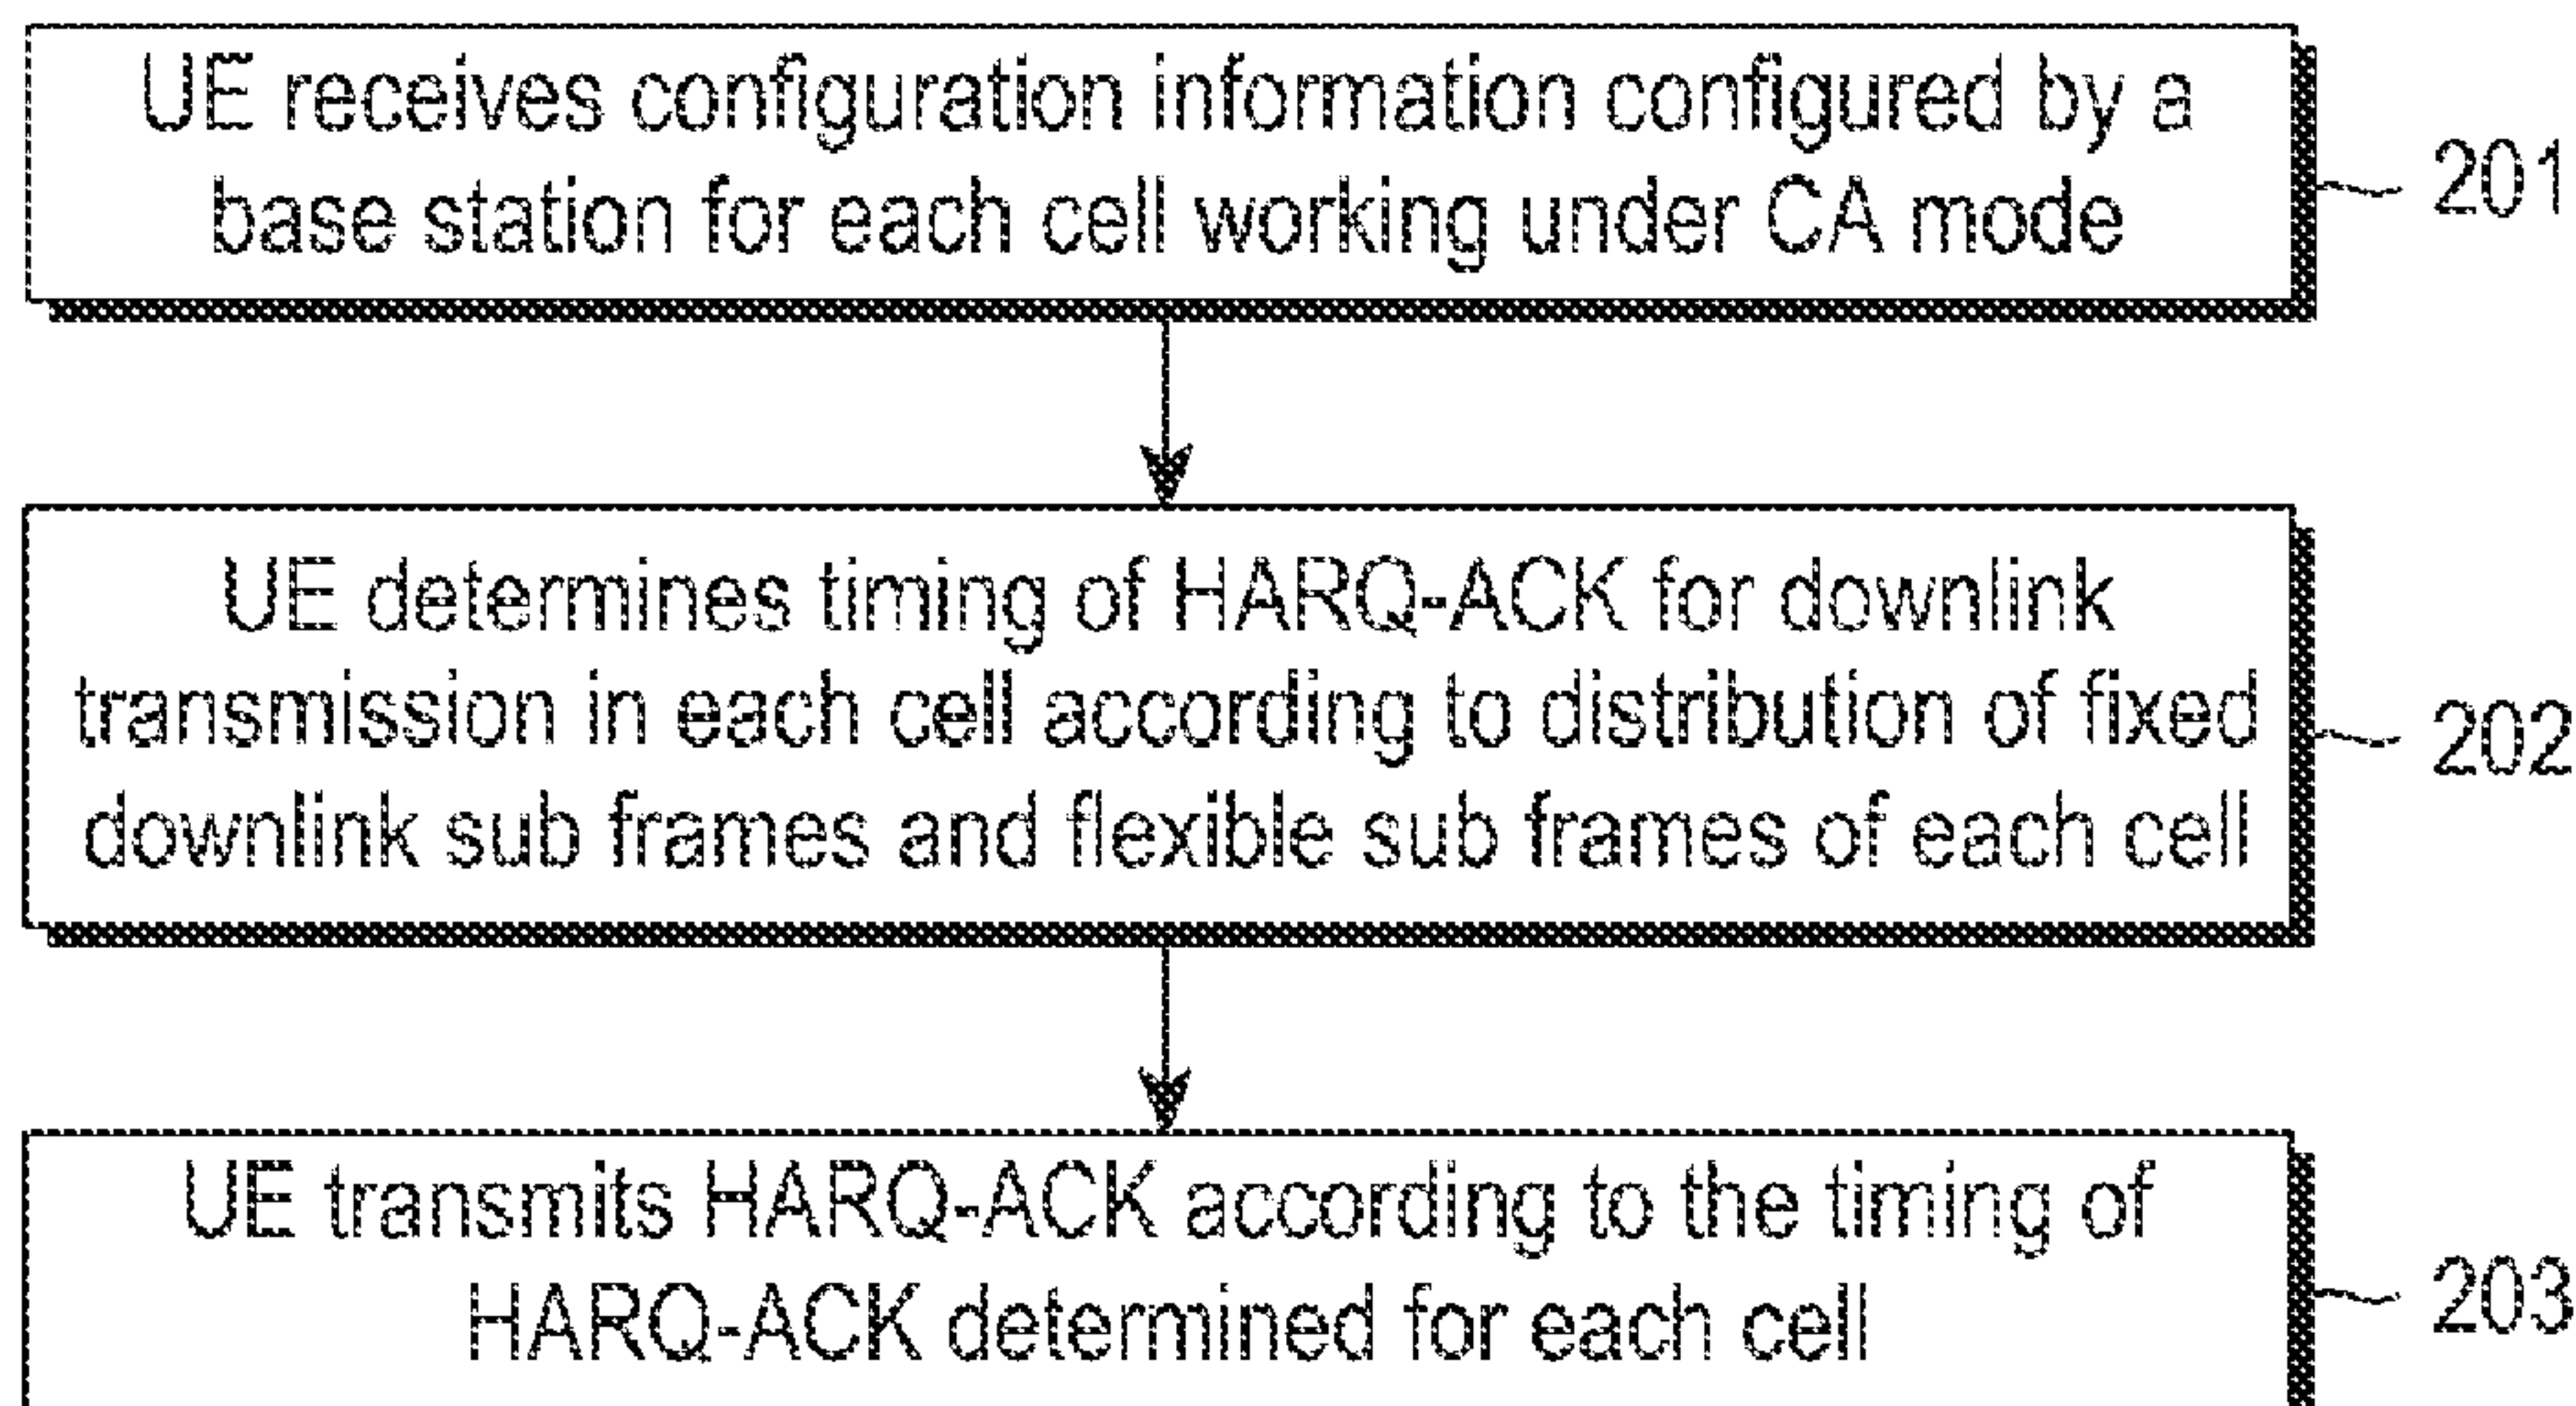 UE receives configuration information configured by a
base station for each cell working under CA mode
201
UE determines timing of HARQ-ACK for downlink
transmission in each cell according to distribution of fixed
downlink sub frames and flexible sub frames of each cell
202
UE transmits HARQ-ACK according to the timing of
HARQ-ACK determined for each cell
203